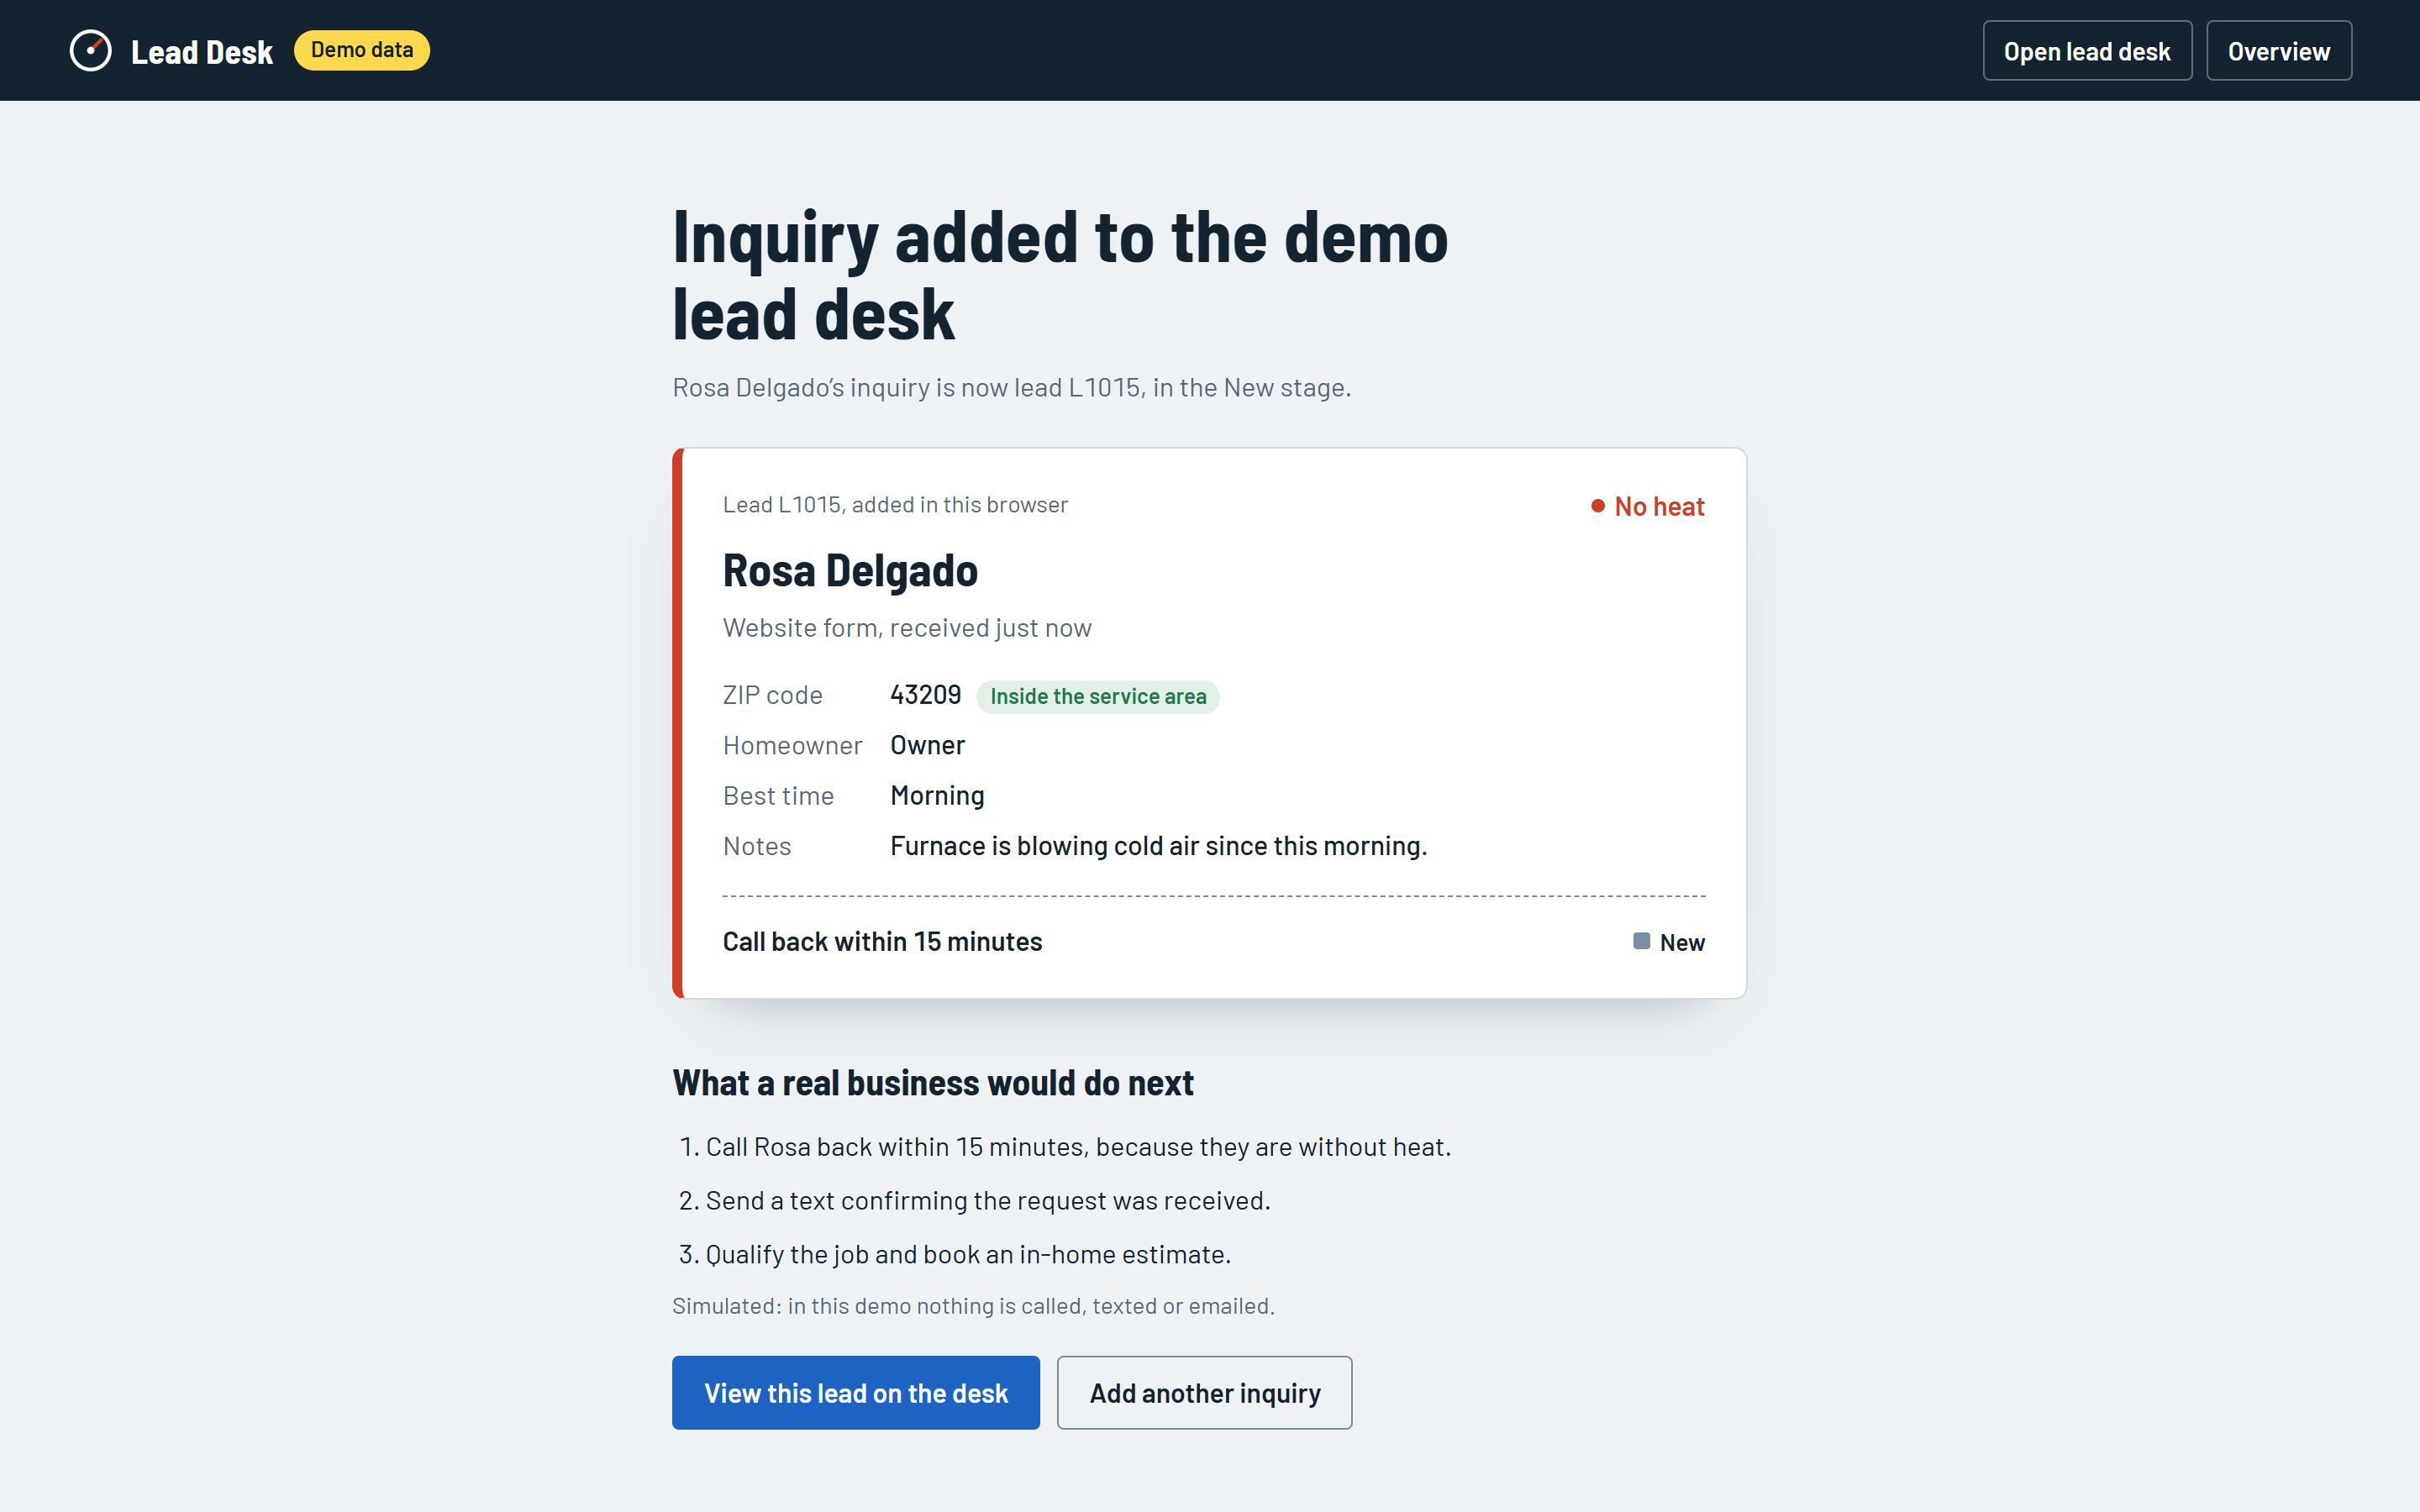 Lead Desk
Demo data
Open lead desk
Overview
Inquiry added to the demo
lead desk
Rosa Delgado’s inquiry is now lead L1015, in the New stage.
Lead L1015, added in this browser
No heat
Rosa Delgado
Website form, received just now
ZIP code 43209 Inside the service area
Homeowner Owner
Best time Morning
Notes Furnace is blowing cold air since this morning.
Call back within 15 minutes
New
What a real business would do next
1. Call Rosa back within 15 minutes, because they are without heat.
2. Send a text confirming the request was received.
3. Qualify the job and book an in-home estimate.
Simulated: in this demo nothing is called, texted or emailed.
View this lead on the desk
Add another inquiry